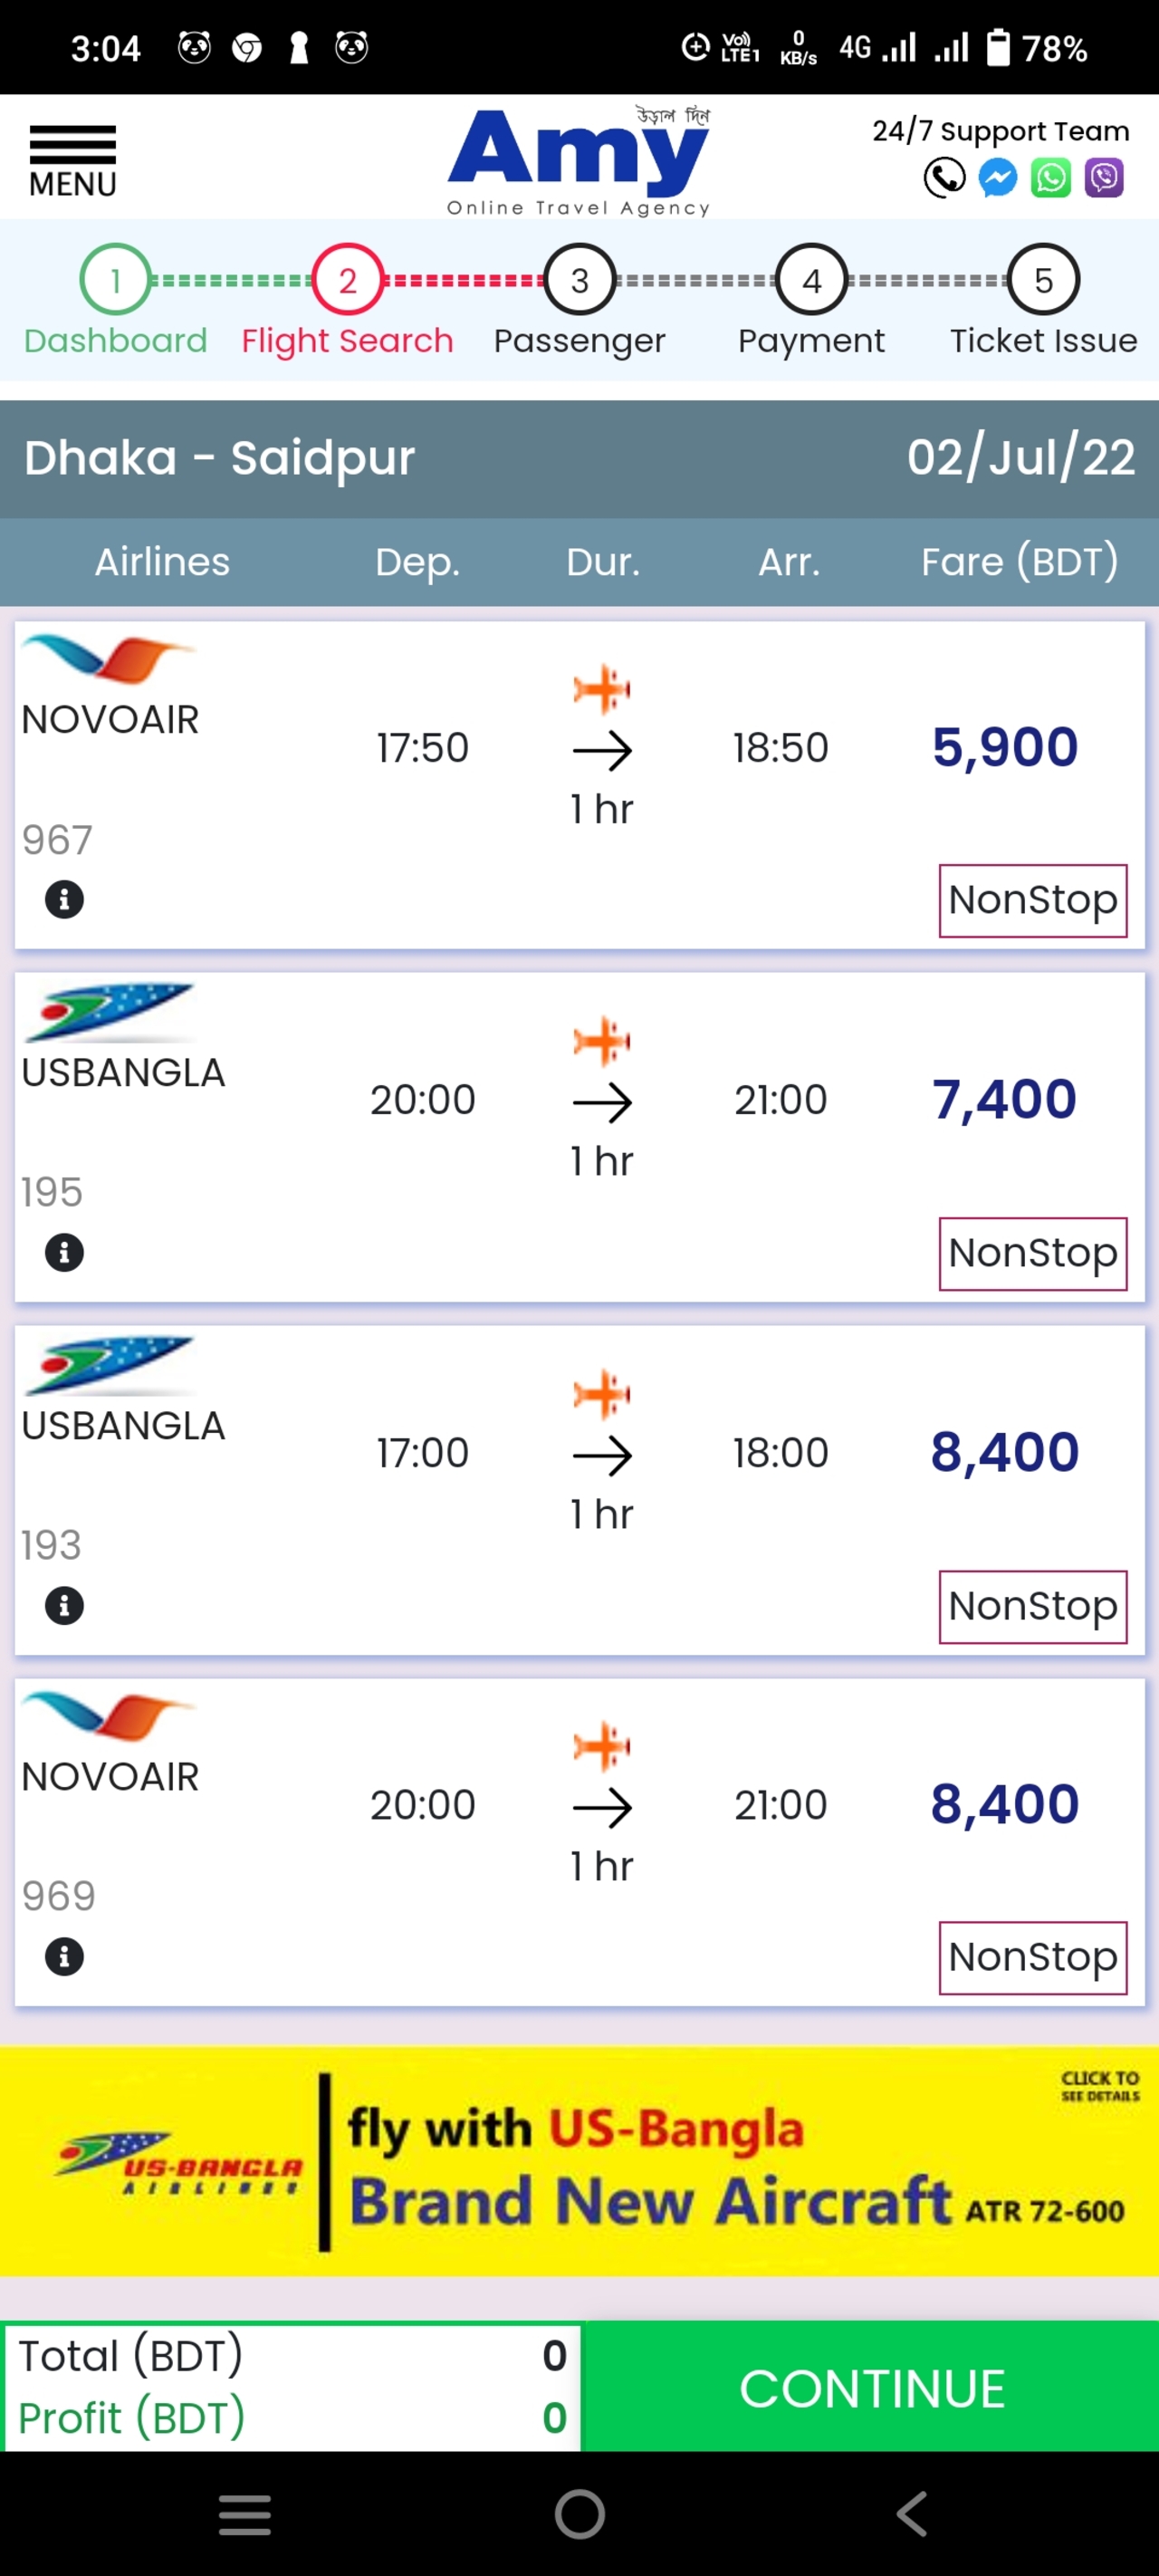 3:04
Vo))
LTE1
0
KB/s
4G
78%
MENU
উড়াল দিন
Amy
Online Travel Agency
24/7 Support Team
1 2 3 4 5
Dashboard Flight Search Passenger Payment Ticket Issue
Dhaka - Saidpur 02/Jul/22
Airlines Dep. Dur. Arr. Fare (BDT)
NOVOAIR
17:50 18:50 5,900
1 hr
967
NonStop
USBANGLA
20:00 21:00 7,400
1 hr
195
NonStop
USBANGLA
17:00 18:00 8,400
1 hr
193
NonStop
NOVOAIR
20:00 21:00 8,400
1 hr
969
NonStop
CLICK TO
SEE DETAILS
US-BANGLA
AIRLINES
fly with US-Bangla
Brand New Aircraft ATR 72-600
Total (BDT) 0
Profit (BDT) 0
CONTINUE